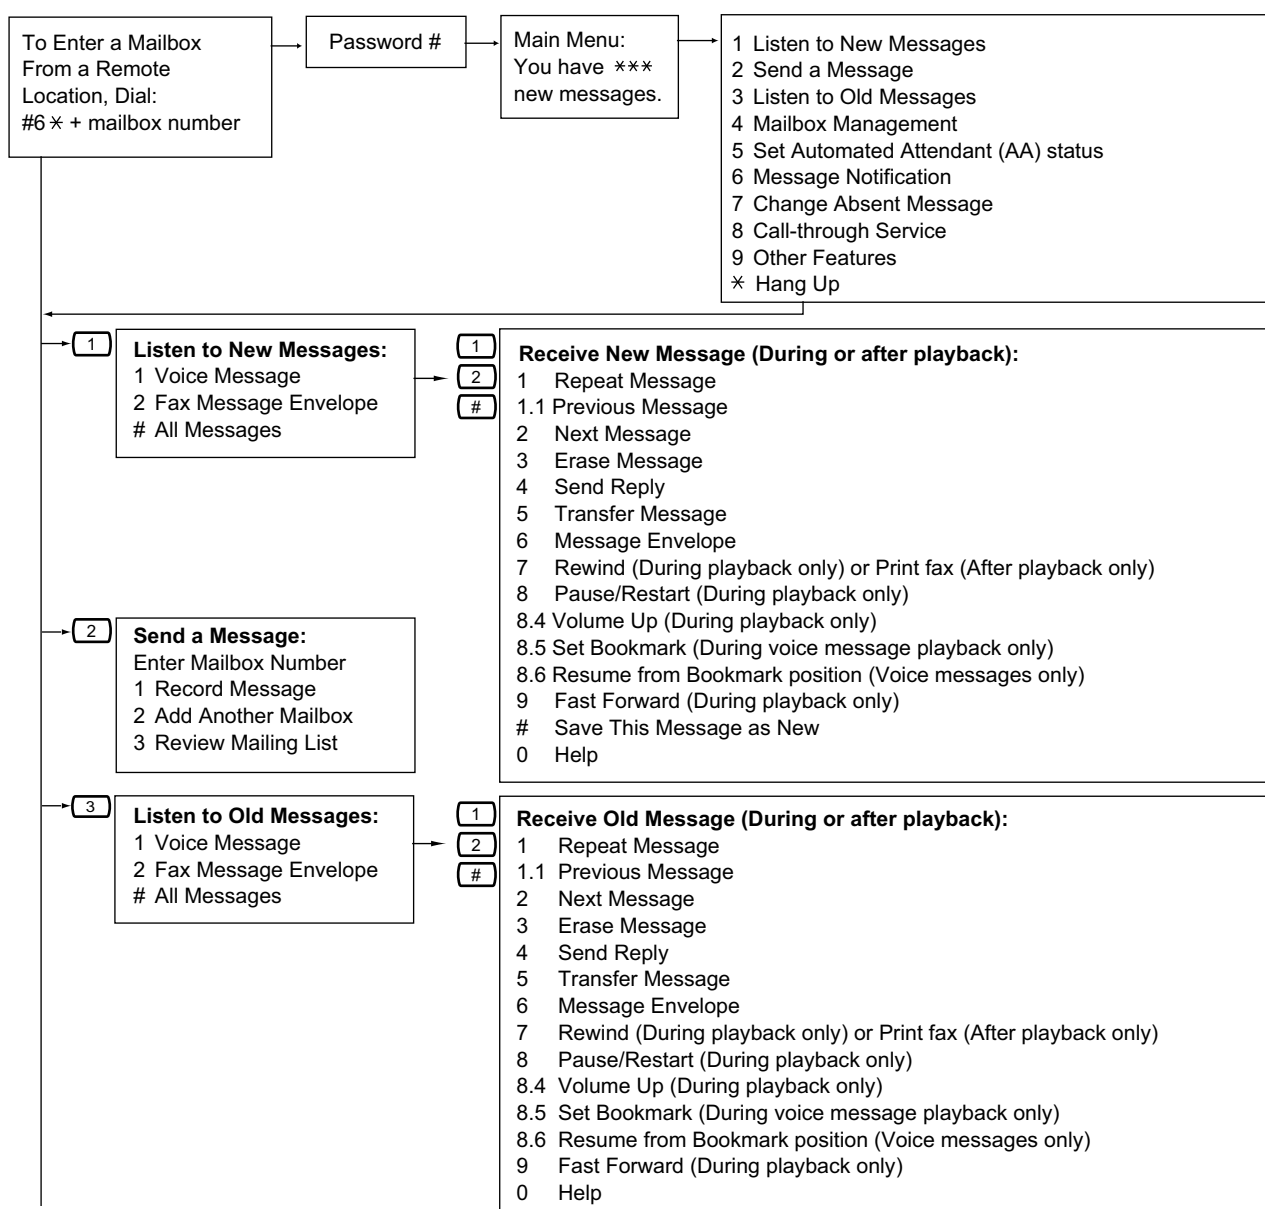 To Enter a Mailbox
From a Remote
Location, Dial:
#6* + mailbox number
Password #
Main Menu:
You have ***
new messages.
1 Listen to New Messages
2 Send a Message
3 Listen to Old Messages
4 Mailbox Management
5 Set Automated Attendant (AA) status
6 Message Notification
7 Change Absent Message
8 Call-through Service
9 Other Features
* Hang Up
1
Listen to New Messages:
1 Voice Message
2 Fax Message Envelope
# All Messages
1
2
#
Receive New Message (During or after playback):
1 Repeat Message
1.1 Previous Message
2 Next Message
3 Erase Message
4 Send Reply
5 Transfer Message
6 Message Envelope
7 Rewind (During playback only) or Print fax (After playback only)
8 Pause/Restart (During playback only)
8.4 Volume Up (During playback only)
8.5 Set Bookmark (During voice message playback only)
8.6 Resume from Bookmark position (Voice messages only)
9 Fast Forward (During playback only)
# Save This Message as New
0 Help
2
Send a Message:
Enter Mailbox Number
1 Record Message
2 Add Another Mailbox
3 Review Mailing List
3
Listen to Old Messages:
1 Voice Message
2 Fax Message Envelope
# All Messages
1
2
#
Receive Old Message (During or after playback):
1 Repeat Message
1.1 Previous Message
2 Next Message
3 Erase Message
4 Send Reply
5 Transfer Message
6 Message Envelope
7 Rewind (During playback only) or Print fax (After playback only)
8 Pause/Restart (During playback only)
8.4 Volume Up (During playback only)
8.5 Set Bookmark (During voice message playback only)
8.6 Resume from Bookmark position (Voice messages only)
9 Fast Forward (During playback only)
0 Help